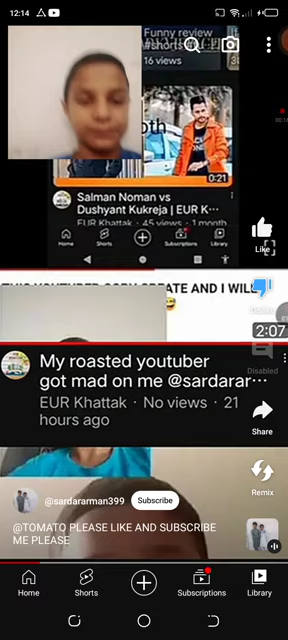 12:14
Funny review
#shorts
16 views
0:21
Salman Noman vs
Dushyant Kukreja | EUR K···
EUR Khattak · 45 views · 1 month
Home
Shorts
Subscriptions
Library
Like
2:07
My roasted youtuber
got mad on me @sardarar···
EUR Khattak · No views · 21
hours ago
Disabled
Share
Remix
@sardararman399
Subscribe
@TOMATO PLEASE LIKE AND SUBSCRIBE
ME PLEASE
Home
Shorts
Subscriptions
Library